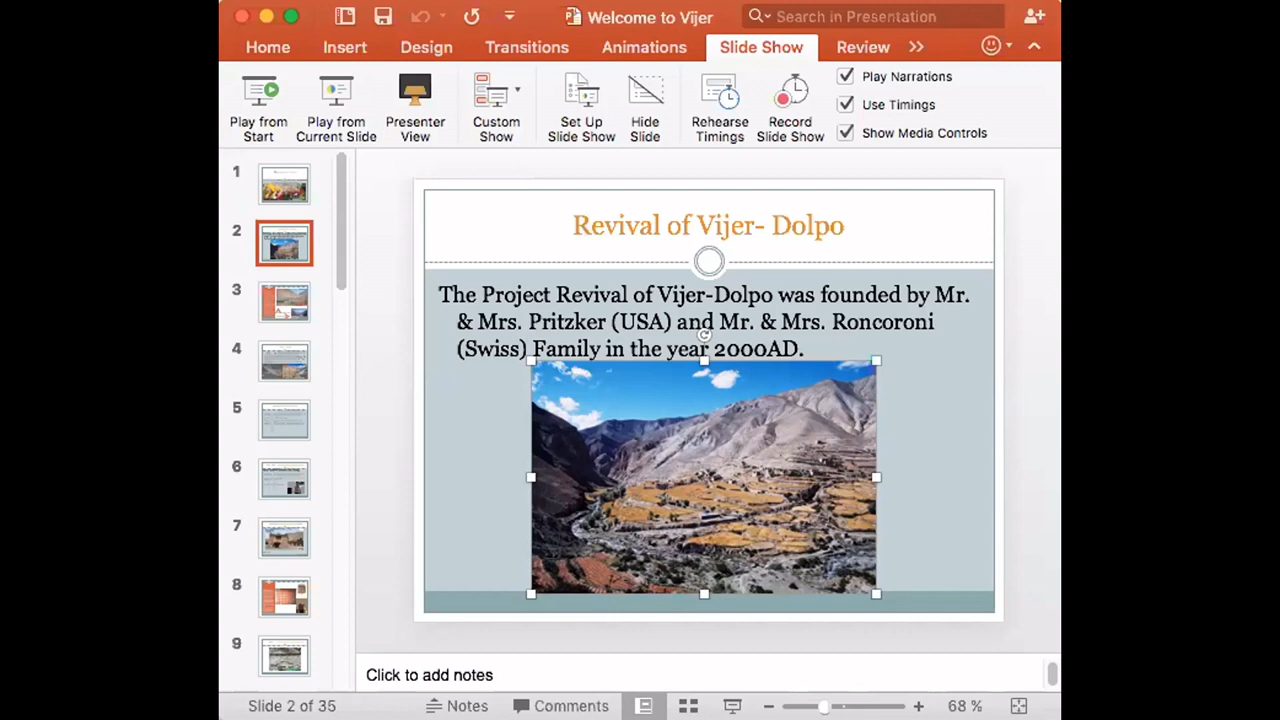 Welcome to Vijer
Search in Presentation
Home Insert Design Transitions Animations Slide Show Review
Play from Start
Play from Current Slide
Presenter View
Custom Show
Set Up Slide Show
Hide Slide
Rehearse Timings
Record Slide Show
Play Narrations
Use Timings
Show Media Controls
1
2
3
4
5
6
7
8
9
Revival of Vijer- Dolpo
The Project Revival of Vijer-Dolpo was founded by Mr.
& Mrs. Pritzker (USA) and Mr. & Mrs. Roncoroni
(Swiss) Family in the year 2000AD.
Click to add notes
Slide 2 of 35 Notes Comments 68 %